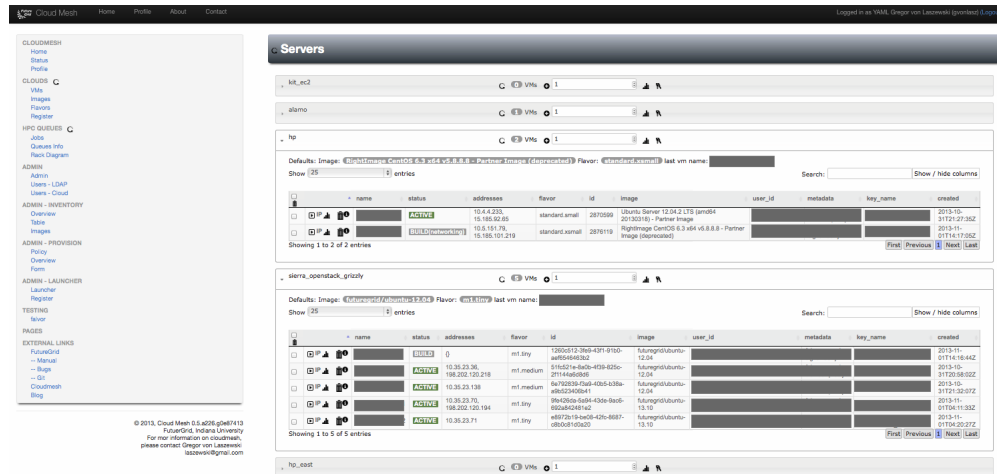 Cloud Mesh Home Profile About Contact Logged in as YAML Gregor von Laszewski (gvonlasz)
CLOUDMESH
Home
Status
Profile
CLOUDS
VMs
Images
Flavors
Register
HPC QUEUES
Jobs
Queues Info
Rack Diagram
ADMIN
Admin
Users - LDAP
Users - Cloud
ADMIN - INVENTORY
Overview
Table
Images
ADMIN - PROVISION
Policy
Overview
Form
ADMIN - LAUNCHER
Launcher
Register
TESTING
faivor
PAGES
EXTERNAL LINKS
FutureGrid
-- Manual
-- Bugs
-- Git
Cloudmesh
Blog
© 2013, Cloud Mesh 0.5.a226.g0e87413
FutuerGrid, Indiana University
For mor information on cloudmesh,
please contact Gregor von Laszewski
laszewski@gmail.com
Servers
kit_ec2 0 VMs 1
alamo 1 VMs 1
hp 2 VMs 1
Defaults: Image: RightImage CentOS 6.3 x64 v5.8.8.8 - Partner Image (deprecated) Flavor: standard.xsmall last vm name:
Show 25 entries Search: Show / hide columns
name status addresses flavor id image user_id metadata key_name created
IP ACTIVE 10.4.4.233, 15.185.92.65 standard.small 2870599 Ubuntu Server 12.04.2 LTS (amd64 20130318) - Partner Image 2013-10-31T21:27:35Z
IP BUILD(networking) 10.5.151.79, 15.185.101.219 standard.xsmall 2876119 RightImage CentOS 6.3 x64 v5.8.8.8 - Partner Image (deprecated) 2013-11-01T14:17:05Z
Showing 1 to 2 of 2 entries First Previous 1 Next Last
sierra_openstack_grizzly 5 VMs 1
Defaults: Image: futuregrid/ubuntu-12.04 Flavor: m1.tiny last vm name:
Show 25 entries Search: Show / hide columns
name status addresses flavor id image user_id metadata key_name created
IP BUILD {} m1.tiny 1260c512-3fe9-43f1-91b0-aef6546463b2 futuregrid/ubuntu-12.04 2013-11-01T14:16:44Z
IP ACTIVE 10.35.23.36, 198.202.120.218 m1.medium 51fc521e-8a0b-4f39-825c-2f1144a6d8d6 futuregrid/ubuntu-12.04 2013-10-31T20:58:02Z
IP ACTIVE 10.35.23.138 m1.medium 6e792839-f3a9-40b5-b38a-a9b523406b41 futuregrid/ubuntu-12.04 2013-10-31T21:32:07Z
IP ACTIVE 10.35.23.70, 198.202.120.194 m1.tiny 9fe426da-5a94-43de-9ac6-692a842481e2 futuregrid/ubuntu-13.10 2013-11-01T04:11:33Z
IP ACTIVE 10.35.23.71 m1.tiny e8972b19-be08-42fc-8687-c8b0c81d0a20 futuregrid/ubuntu-13.10 2013-11-01T04:20:27Z
Showing 1 to 5 of 5 entries First Previous 1 Next Last
hp_east 0 VMs 1